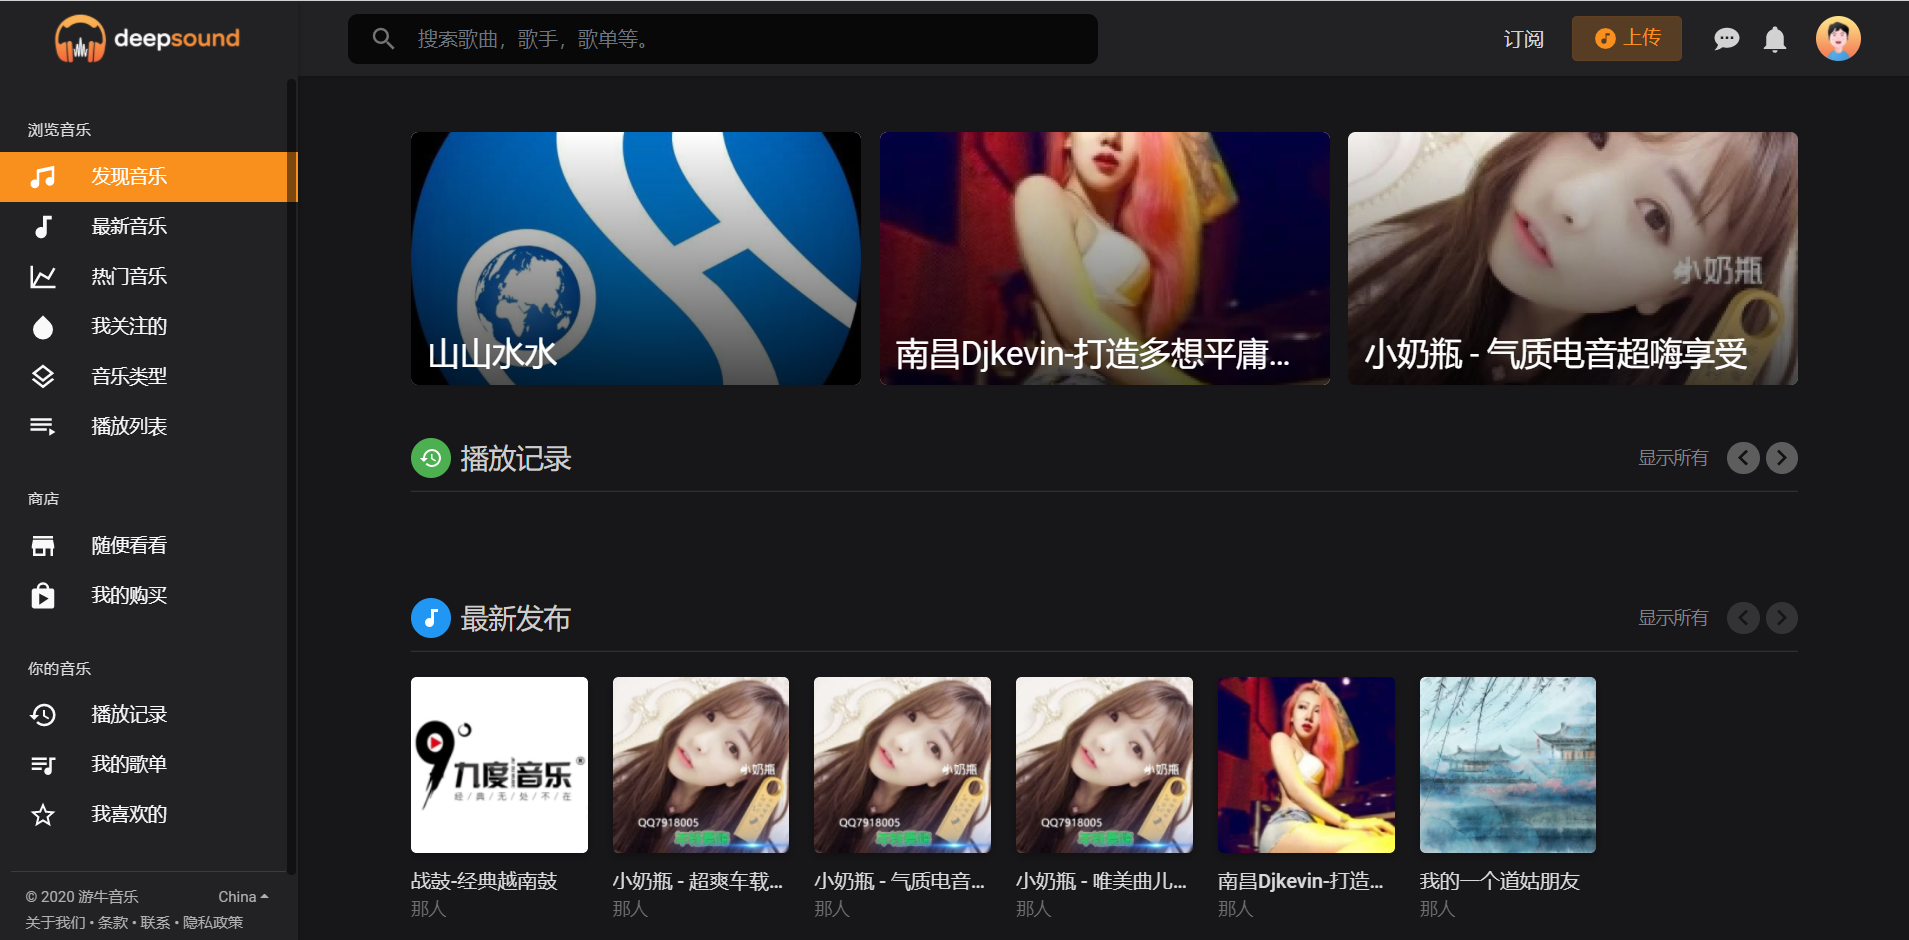 deepsound
搜索歌曲，歌手，歌单等。
订阅
上传
浏览音乐
发现音乐
最新音乐
热门音乐
我关注的
音乐类型
播放列表
商店
随便看看
我的购买
你的音乐
播放记录
我的歌单
我喜欢的
© 2020 游牛音乐
China
关于我们 • 条款 • 联系 • 隐私政策
山山水水
南昌Djkevin-打造多想平庸...
小奶瓶
小奶瓶 - 气质电音超嗨享受
播放记录
显示所有
最新发布
显示所有
九度音乐®
经/典/无/处/不/在
小奶瓶
QQ7918005
小奶瓶
QQ7918005
小奶瓶
QQ7918005
战鼓-经典越南鼓
那人
小奶瓶 - 超爽车载...
那人
小奶瓶 - 气质电音...
那人
小奶瓶 - 唯美曲儿...
那人
南昌Djkevin-打造...
那人
我的一个道姑朋友
那人